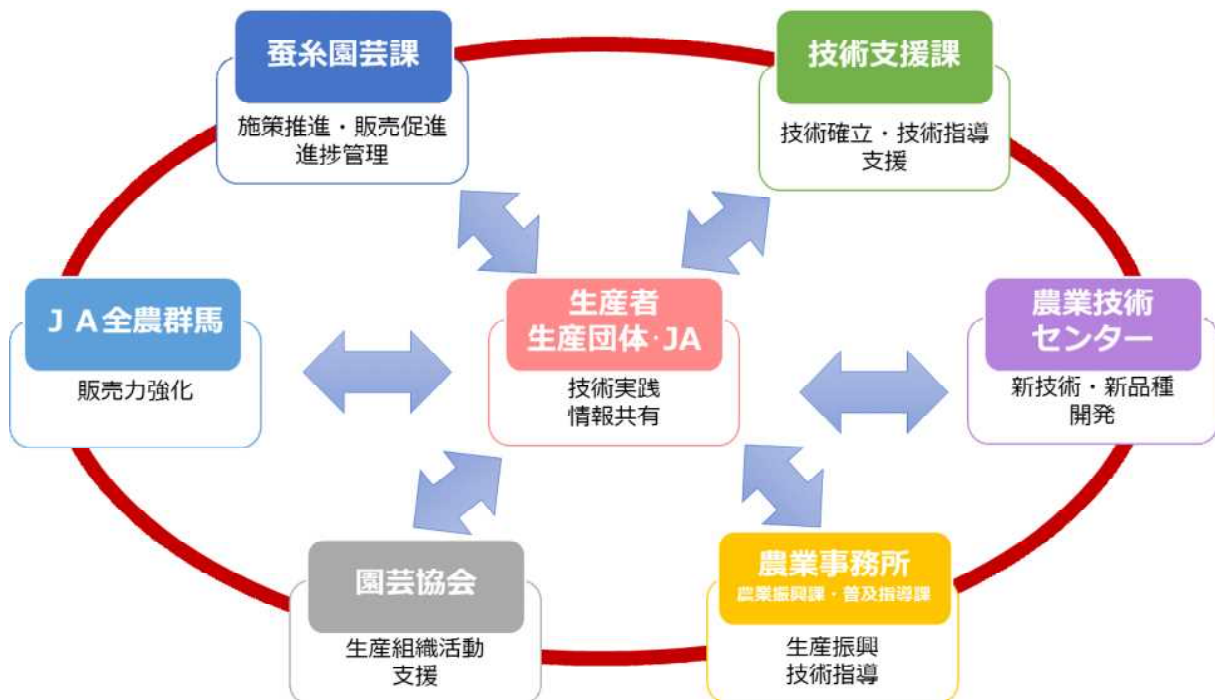 蚕糸園芸課
施策推進・販売促進
進捗管理
技術支援課
技術確立・技術指導
支援
ＪＡ全農群馬
販売力強化
生産者
生産団体・JA
技術実践
情報共有
農業技術
センター
新技術・新品種
開発
園芸協会
生産組織活動
支援
農業事務所
農業振興課・普及指導課
生産振興
技術指導